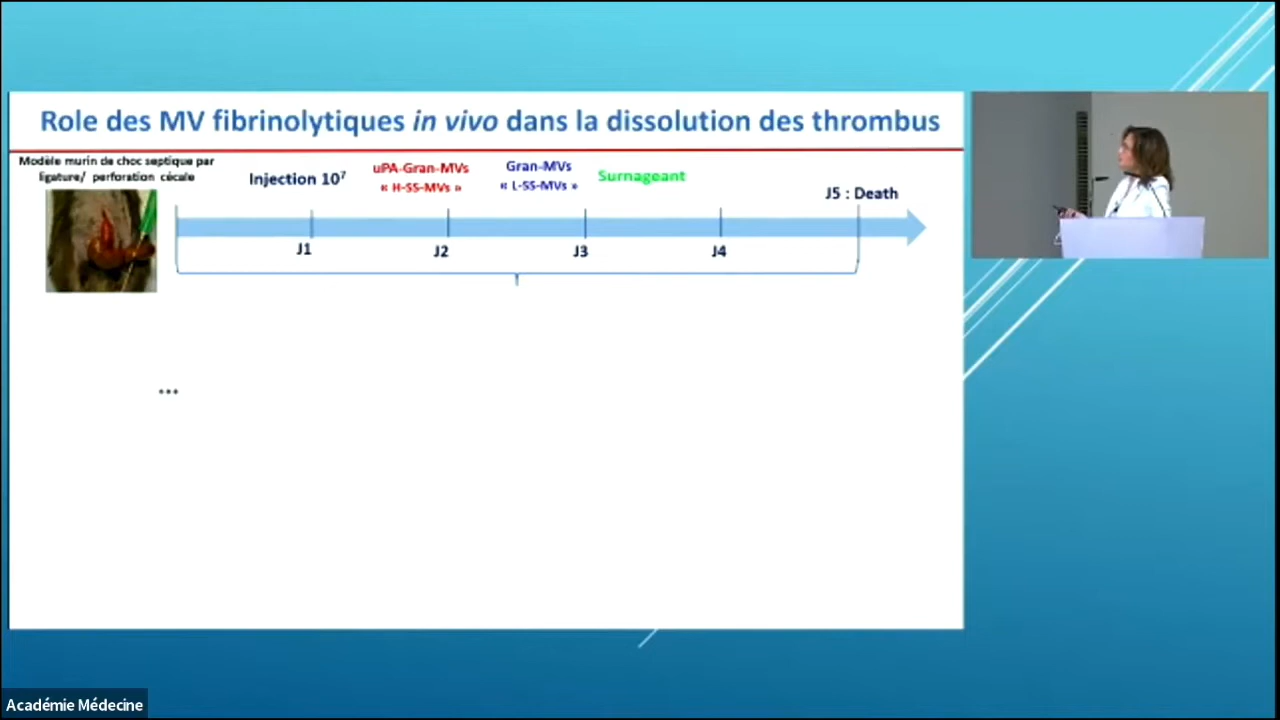 Role des MV fibrinolytiques in vivo dans la dissolution des thrombus
Modèle murin de choc septique par
ligature/ perforation cécale
Injection 10⁷
uPA-Gran-MVs
« H-SS-MVs »
Gran-MVs
« L-SS-MVs »
Surnageant
J5 : Death
J1
J2
J3
J4
***
Académie Médecine